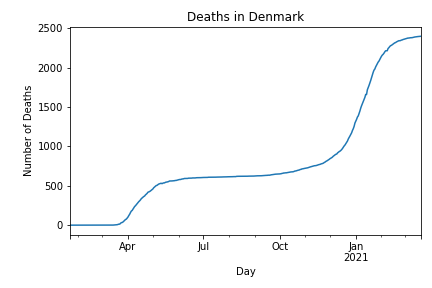 Deaths in Denmark
Number of Deaths
2500
2000
1500
1000
500
0
Apr
Jul
Oct
Jan
2021
Day